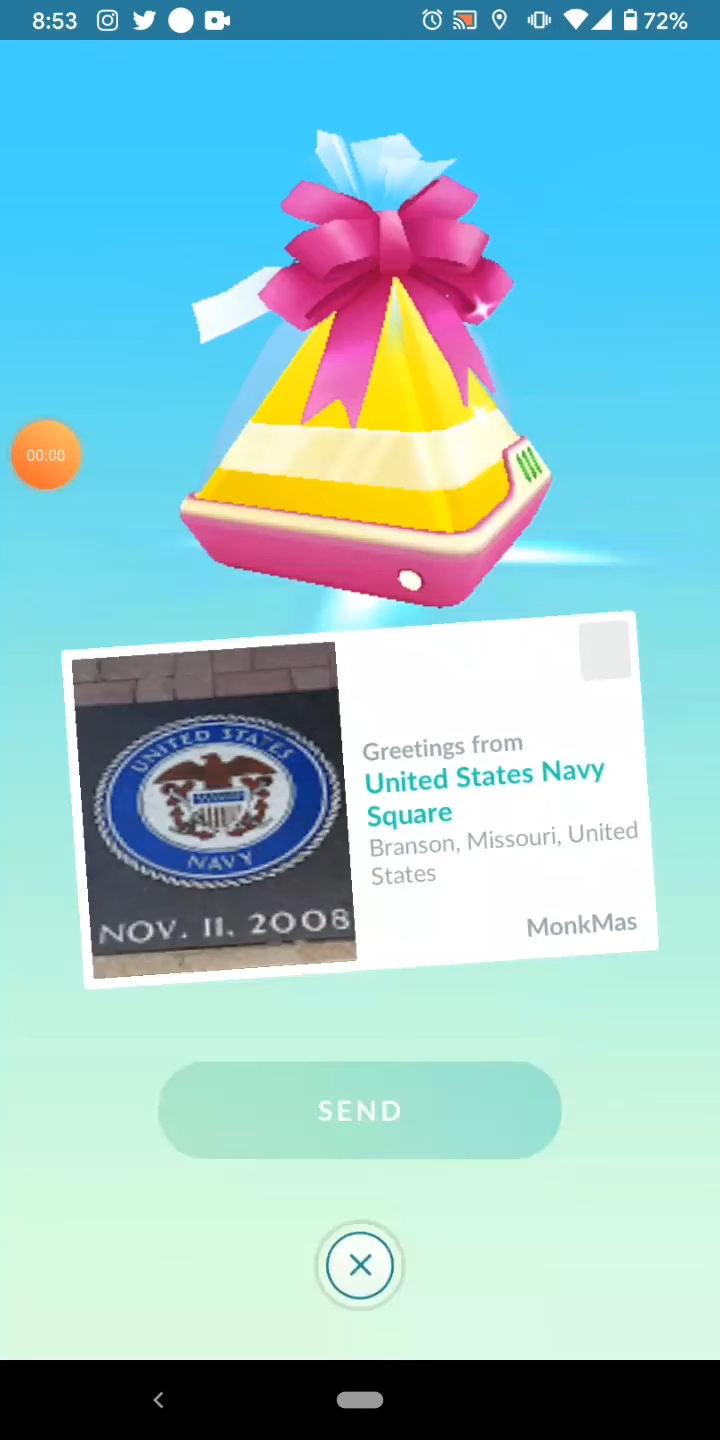 8:53
72%
00:00
UNITED STATES
NAVY
NOV. 11, 2008
Greetings from
United States Navy
Square
Branson, Missouri, United
States
MonkMas
SEND